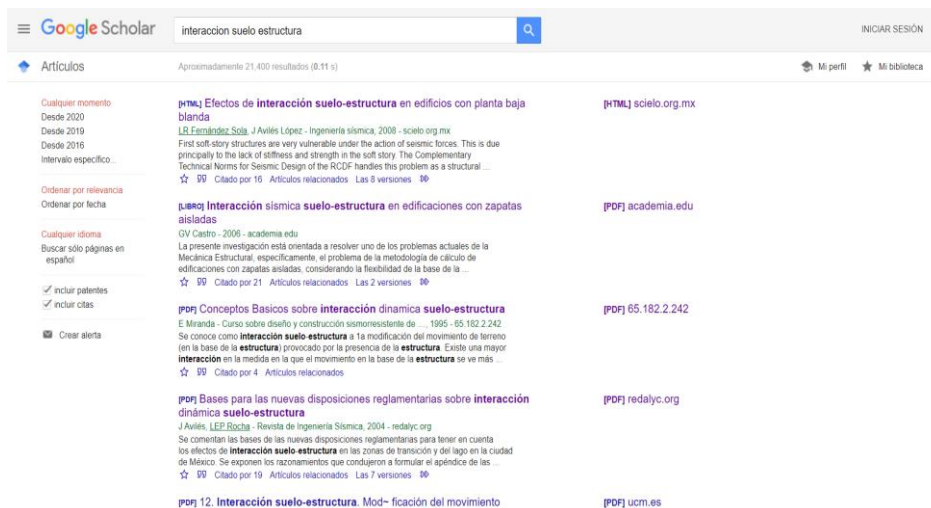 Google Scholar
interaccion suelo estructura
INICIAR SESIÓN
Artículos
Aproximadamente 21,400 resultados (0.11 s)
Mi perfil
Mi biblioteca
Cualquier momento
Desde 2020
Desde 2019
Desde 2016
Intervalo específico...
Ordenar por relevancia
Ordenar por fecha
Cualquier idioma
Buscar sólo páginas en
español
incluir patentes
incluir citas
Crear alerta
[HTML] Efectos de interacción suelo-estructura en edificios con planta baja
blanda
LR Fernández Sola, J Avilés López - Ingeniería sísmica, 2008 - scielo.org.mx
First soft-story structures are very vulnerable under the action of seismic forces. This is due
principally to the lack of stiffness and strength in the soft story. The Complementary
Technical Norms for Seismic Design of the RCDF handles this problem as a structural ...
Citado por 16 Artículos relacionados Las 8 versiones
[HTML] scielo.org.mx
[LIBRO] Interacción sísmica suelo-estructura en edificaciones con zapatas
aisladas
GV Castro - 2006 - academia.edu
La presente investigación está orientada a resolver uno de los problemas actuales de la
Mecánica Estructural, específicamente, el problema de la metodología de cálculo de
edificaciones con zapatas aisladas, considerando la flexibilidad de la base de la ...
Citado por 21 Artículos relacionados Las 2 versiones
[PDF] academia.edu
[PDF] Conceptos Basicos sobre interacción dinamica suelo-estructura
E Miranda - Curso sobre diseño y construcción sismorresistente de ..., 1995 - 65.182.2.242
Se conoce como interacción suelo-estructura a 1a modificación del movimiento de terreno
(en la base de la estructura) provocado por la presencia de la estructura. Existe una mayor
interacción en la medida en la que el movimiento en la base de la estructura se ve más ...
Citado por 4 Artículos relacionados
[PDF] 65.182.2.242
[PDF] Bases para las nuevas disposiciones reglamentarias sobre interacción
dinámica suelo-estructura
J Avilés, LEP Rocha - Revista de Ingeniería Sísmica, 2004 - redalyc.org
Se comentan las bases de las nuevas disposiciones reglamentarias para tener en cuenta
los efectos de interacción suelo-estructura en las zonas de transición y del lago en la ciudad
de México. Se exponen los razonamientos que condujeron a formular el apéndice de las ...
Citado por 19 Artículos relacionados Las 7 versiones
[PDF] redalyc.org
[PDF] 12. Interacción suelo-estructura. Mod~ ficación del movimiento
[PDF] ucm.es